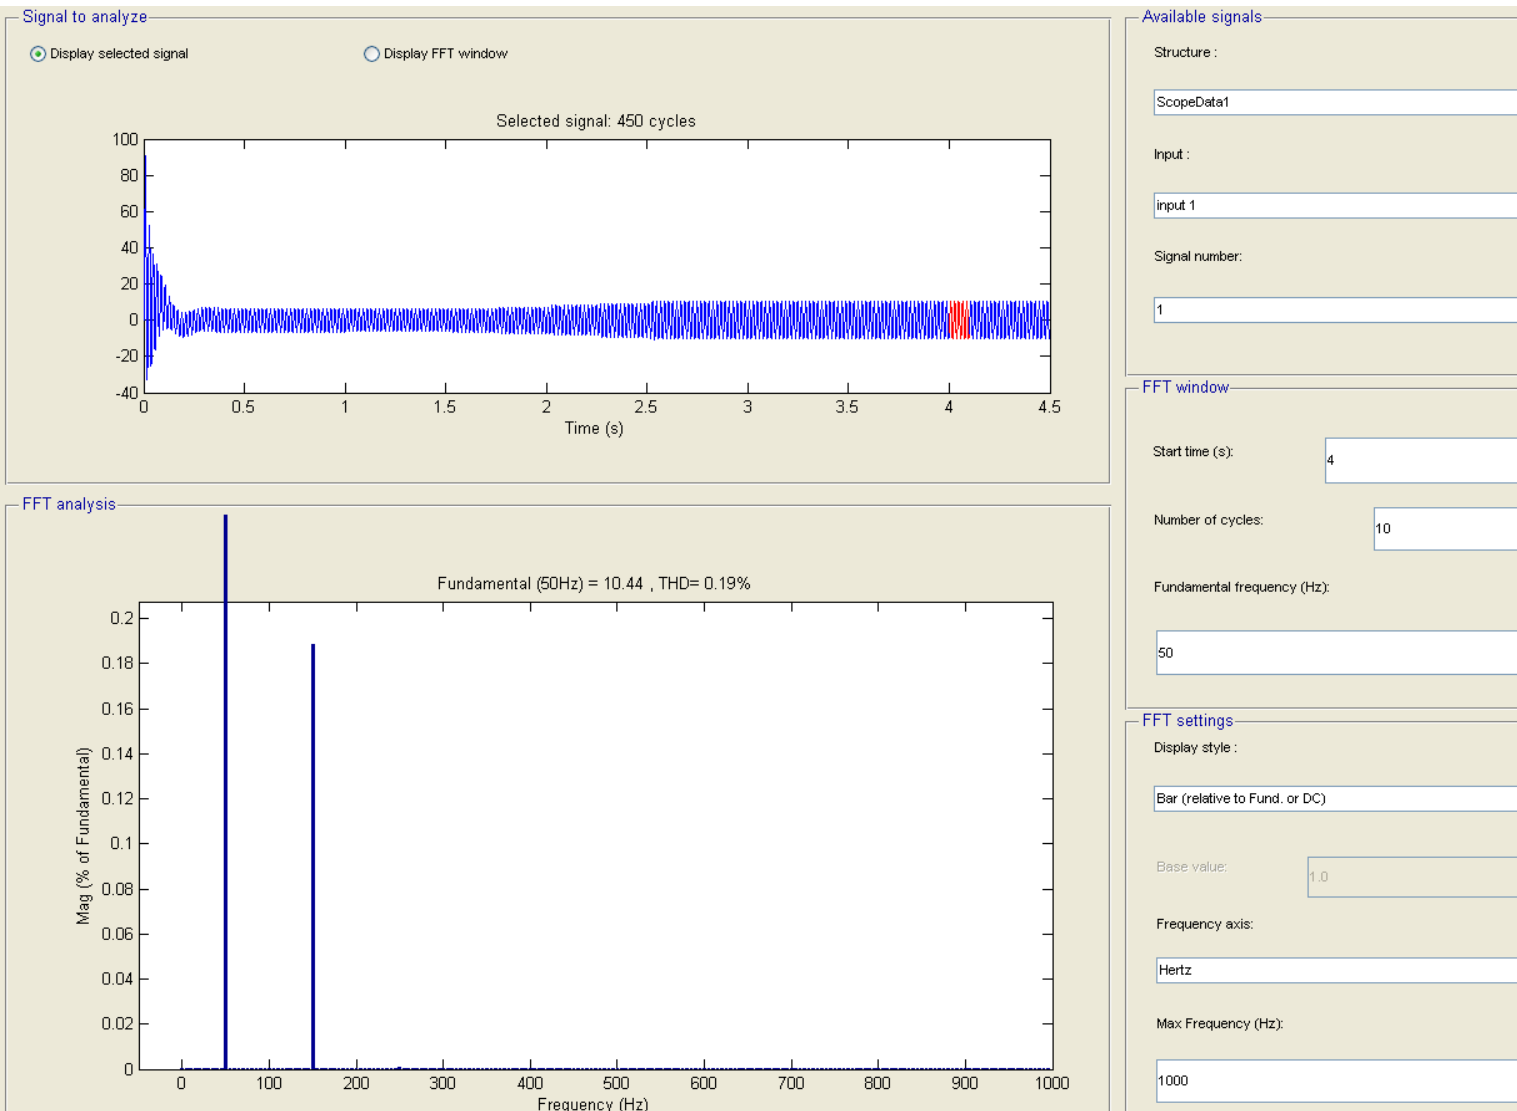 Signal to analyze
Display selected signal
Display FFT window
Selected signal: 450 cycles
100
80
60
40
20
0
-20
-40
0 0.5 1 1.5 2 2.5 3 3.5 4 4.5
Time (s)
FFT analysis
Fundamental (50Hz) = 10.44 , THD= 0.19%
0.2
0.18
0.16
0.14
0.12
0.1
0.08
0.06
0.04
0.02
0
Mag (% of Fundamental)
0 100 200 300 400 500 600 700 800 900 1000
Frequency (Hz)
Available signals
Structure :
ScopeData1
Input :
input 1
Signal number:
1
FFT window
Start time (s):
4
Number of cycles:
10
Fundamental frequency (Hz):
50
FFT settings
Display style :
Bar (relative to Fund. or DC)
Base value:
1.0
Frequency axis:
Hertz
Max Frequency (Hz):
1000